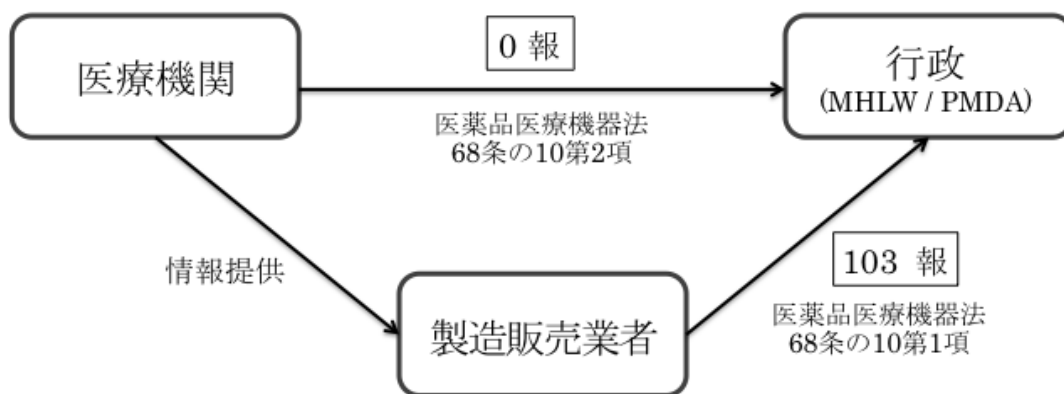 0 報
医療機関
行政
(MHLW / PMDA)
医薬品医療機器法
68条の10第2項
情報提供
103 報
製造販売業者
医薬品医療機器法
68条の10第1項